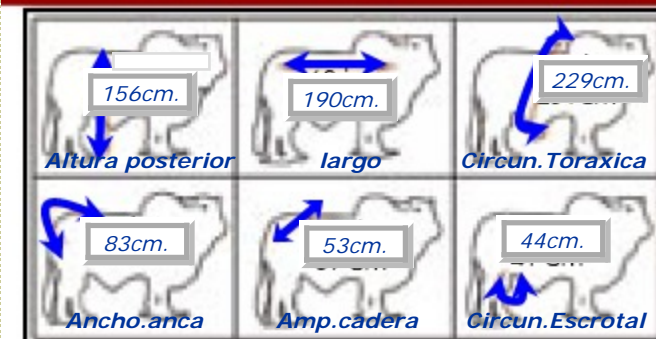 156cm.
190cm.
229cm.
Altura posterior
largo
Circun.Toraxica
83cm.
53cm.
44cm.
Ancho.anca
Amp.cadera
Circun.Escrotal